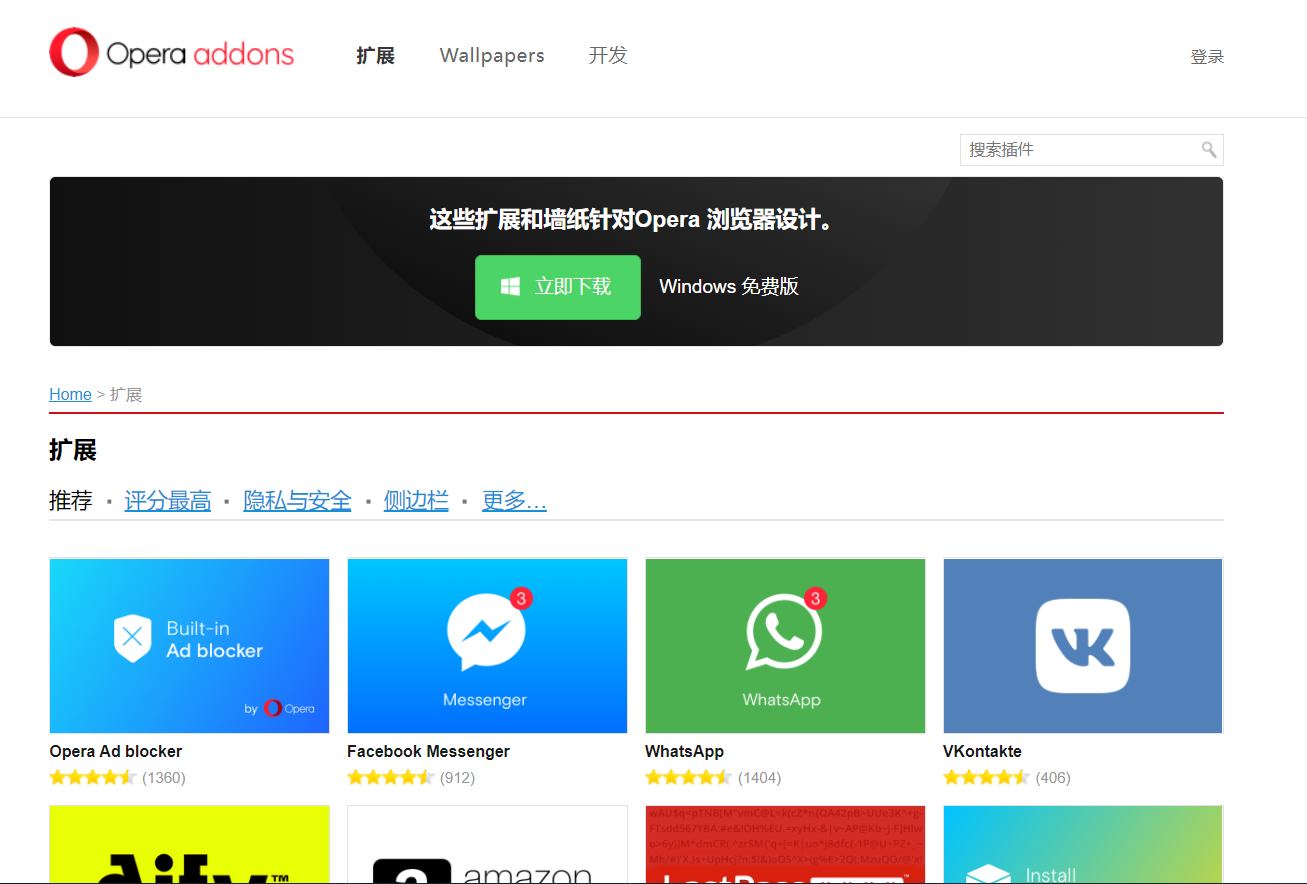 Opera addons 扩展 Wallpapers 开发 登录
搜索插件
这些扩展和墙纸针对Opera 浏览器设计。
立即下载 Windows 免费版
Home > 扩展
扩展
推荐 · 评分最高 · 隐私与安全 · 侧边栏 · 更多…
Built-in
Ad blocker
by Opera
3
Messenger
3
WhatsApp
VK
Opera Ad blocker
(1360)
Facebook Messenger
(912)
WhatsApp
(1404)
VKontakte
(406)
amazon
LastPass
Install